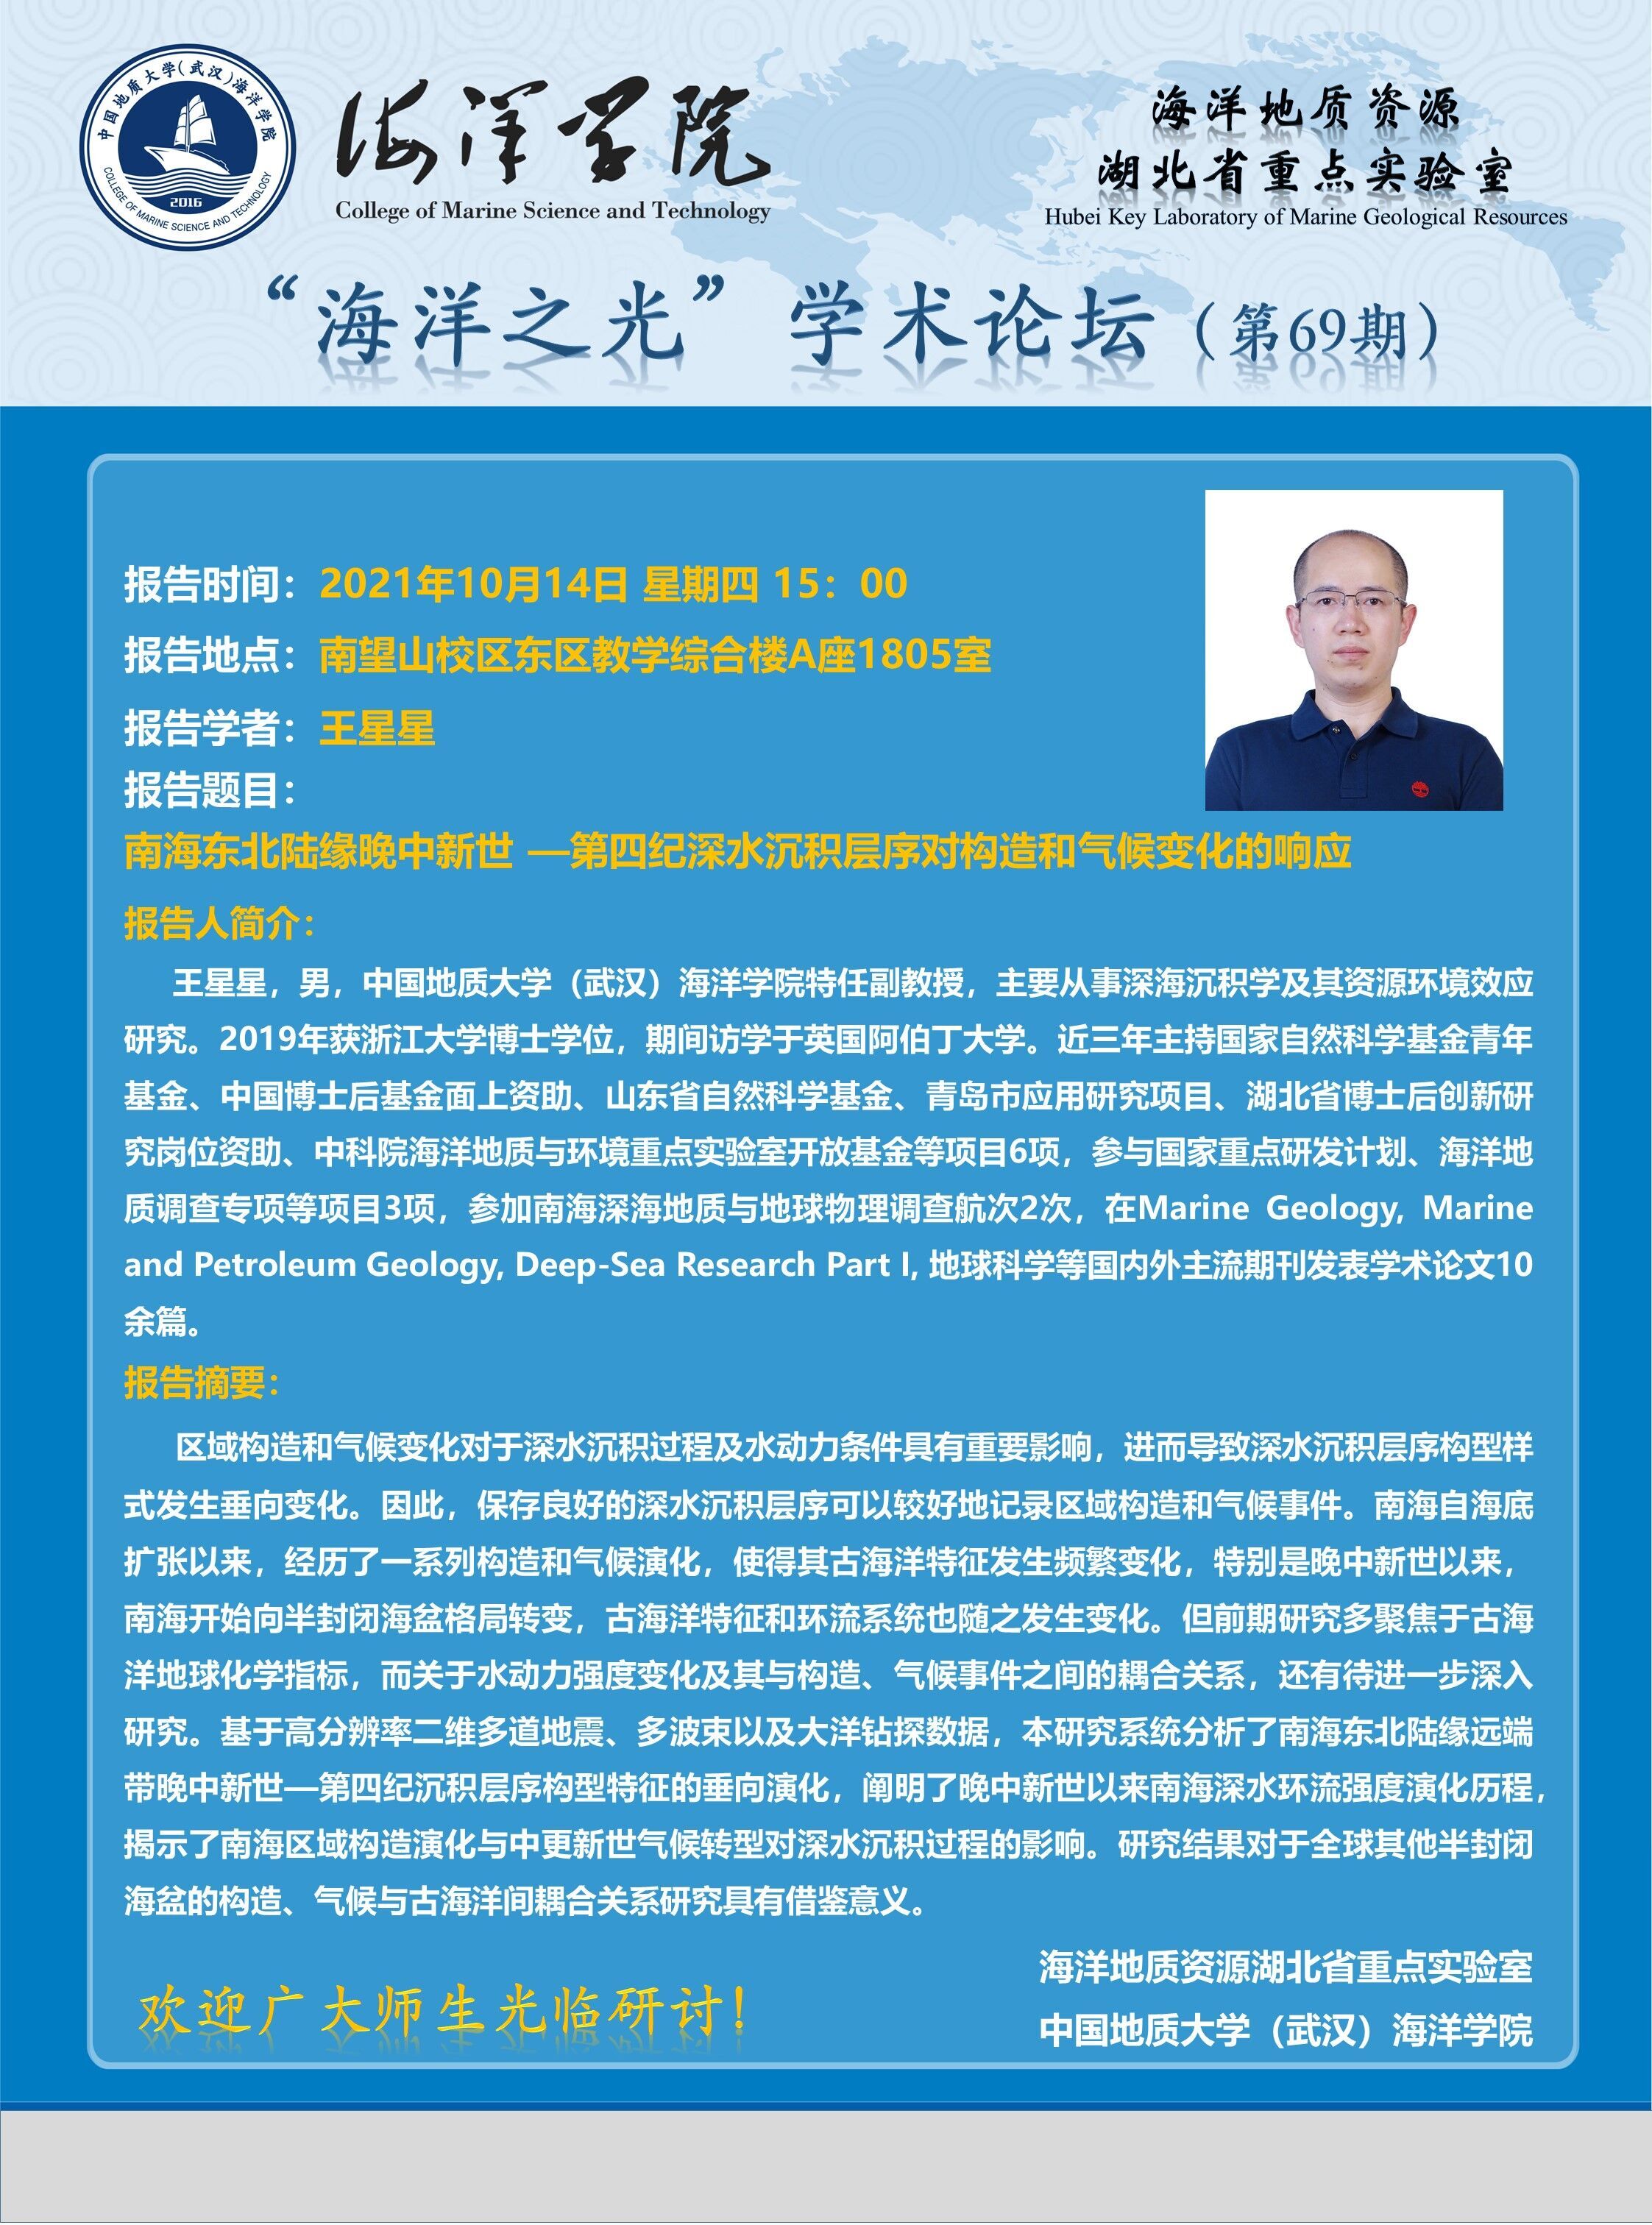 中国地质大学(武汉)海洋学院
COLLEGE OF MARINE SCIENCE AND TECHNOLOGY
2016
海洋学院
College of Marine Science and Technology
海洋地质资源
湖北省重点实验室
Hubei Key Laboratory of Marine Geological Resources
“海洋之光”学术论坛（第69期）
报告时间：2021年10月14日 星期四 15：00
报告地点：南望山校区东区教学综合楼A座1805室
报告学者：王星星
报告题目：
南海东北陆缘晚中新世 —第四纪深水沉积层序对构造和气候变化的响应
报告人简介：
王星星，男，中国地质大学（武汉）海洋学院特任副教授，主要从事深海沉积学及其资源环境效应
研究。2019年获浙江大学博士学位，期间访学于英国阿伯丁大学。近三年主持国家自然科学基金青年
基金、中国博士后基金面上资助、山东省自然科学基金、青岛市应用研究项目、湖北省博士后创新研
究岗位资助、中科院海洋地质与环境重点实验室开放基金等项目6项，参与国家重点研发计划、海洋地
质调查专项等项目3项，参加南海深海地质与地球物理调查航次2次，在Marine Geology, Marine
and Petroleum Geology, Deep-Sea Research Part I, 地球科学等国内外主流期刊发表学术论文10
余篇。
报告摘要：
区域构造和气候变化对于深水沉积过程及水动力条件具有重要影响，进而导致深水沉积层序构型样
式发生垂向变化。因此，保存良好的深水沉积层序可以较好地记录区域构造和气候事件。南海自海底
扩张以来，经历了一系列构造和气候演化，使得其古海洋特征发生频繁变化，特别是晚中新世以来，
南海开始向半封闭海盆格局转变，古海洋特征和环流系统也随之发生变化。但前期研究多聚焦于古海
洋地球化学指标，而关于水动力强度变化及其与构造、气候事件之间的耦合关系，还有待进一步深入
研究。基于高分辨率二维多道地震、多波束以及大洋钻探数据，本研究系统分析了南海东北陆缘远端
带晚中新世—第四纪沉积层序构型特征的垂向演化，阐明了晚中新世以来南海深水环流强度演化历程，
揭示了南海区域构造演化与中更新世气候转型对深水沉积过程的影响。研究结果对于全球其他半封闭
海盆的构造、气候与古海洋间耦合关系研究具有借鉴意义。
海洋地质资源湖北省重点实验室
欢迎广大师生光临研讨！
中国地质大学（武汉）海洋学院